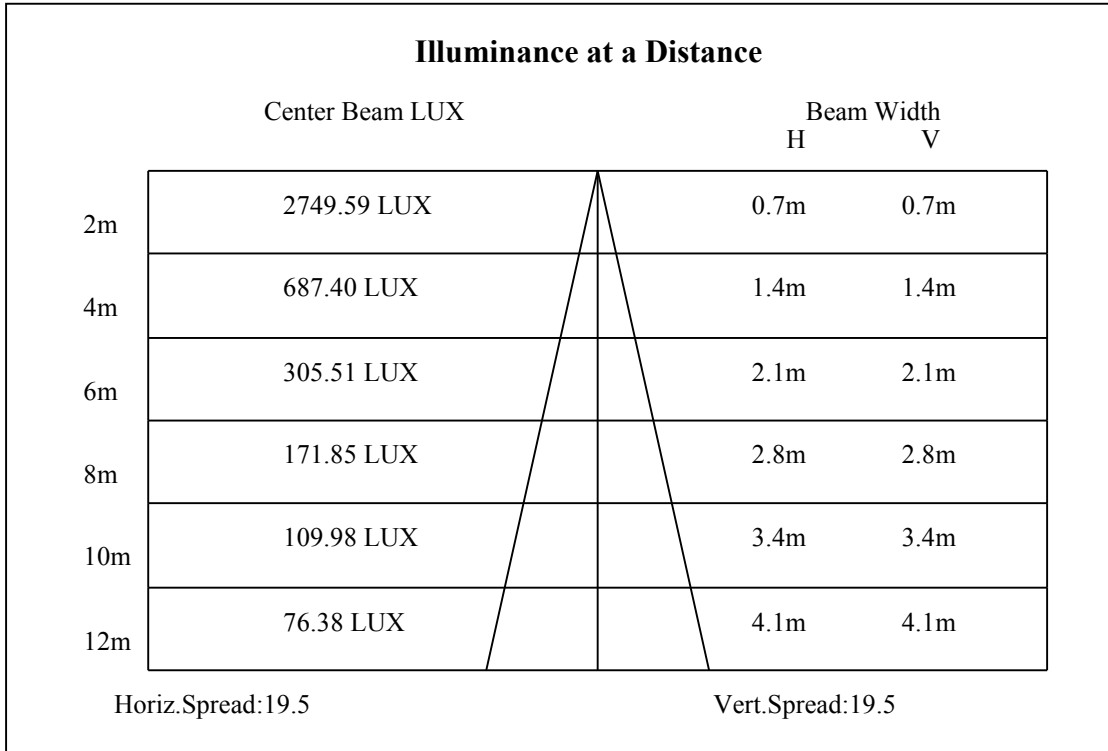 Illuminance at a Distance
Center Beam LUX Beam Width
H V
2m 2749.59 LUX 0.7m 0.7m
4m 687.40 LUX 1.4m 1.4m
6m 305.51 LUX 2.1m 2.1m
8m 171.85 LUX 2.8m 2.8m
10m 109.98 LUX 3.4m 3.4m
12m 76.38 LUX 4.1m 4.1m
Horiz.Spread:19.5 Vert.Spread:19.5